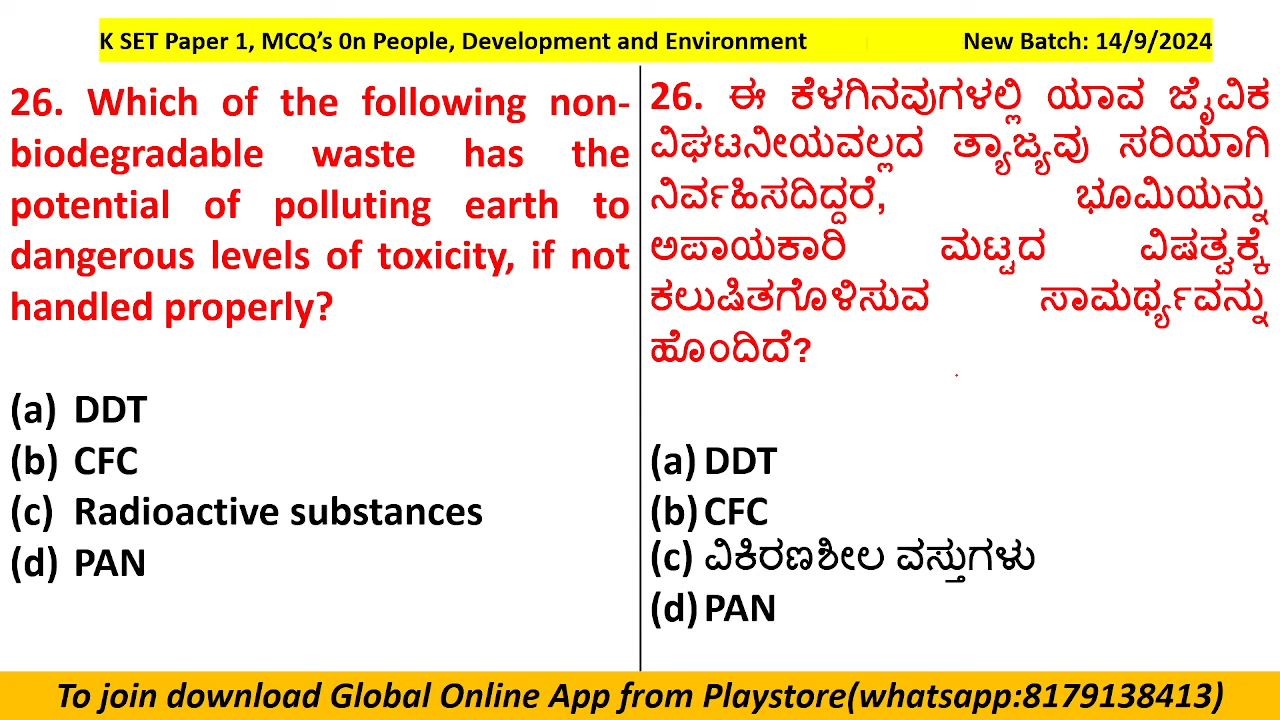 K SET Paper 1, MCQ’s 0n People, Development and Environment New Batch: 14/9/2024
26. Which of the following non-
biodegradable waste has the
potential of polluting earth to
dangerous levels of toxicity, if not
handled properly?
(a) DDT
(b) CFC
(c) Radioactive substances
(d) PAN
26. ಈ ಕೆಳಗಿನವುಗಳಲ್ಲಿ ಯಾವ ಜೈವಿಕ
ವಿಘಟನೀಯವಲ್ಲದ ತ್ಯಾಜ್ಯವು ಸರಿಯಾಗಿ
ನಿರ್ವಹಿಸದಿದ್ದರೆ, ಭೂಮಿಯನ್ನು
ಅಪಾಯಕಾರಿ ಮಟ್ಟದ ವಿಷತ್ವಕ್ಕೆ
ಕಲುಷಿತಗೊಳಿಸುವ ಸಾಮರ್ಥ್ಯವನ್ನು
ಹೊಂದಿದೆ?
(a) DDT
(b) CFC
(c) ವಿಕಿರಣಶೀಲ ವಸ್ತುಗಳು
(d) PAN
To join download Global Online App from Playstore(whatsapp:8179138413)